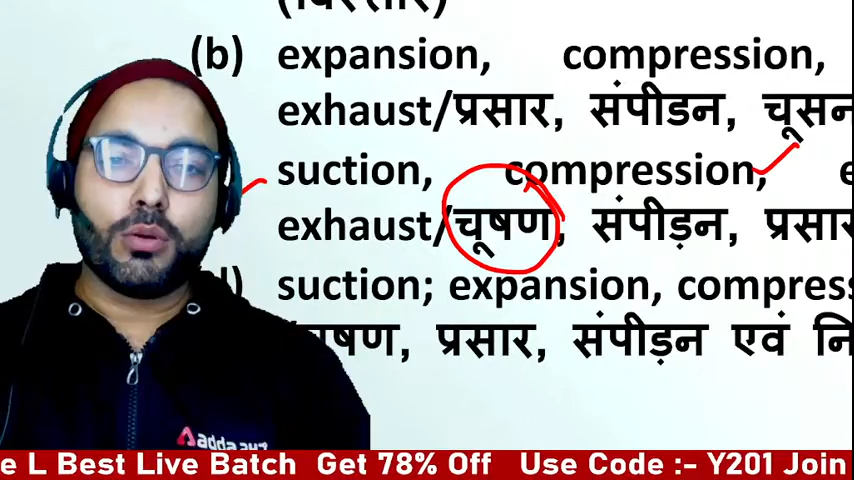 (विस्तार)
(b) expansion, compression,
exhaust/प्रसार, संपीडन, चूसन
suction, compression,
exhaust/चूषण, संपीड़न, प्रसार
suction; expansion, compress
प्रसार, संपीड़न एवं नि
adda247
e L Best Live Batch Get 78% Off Use Code :- Y201 Join